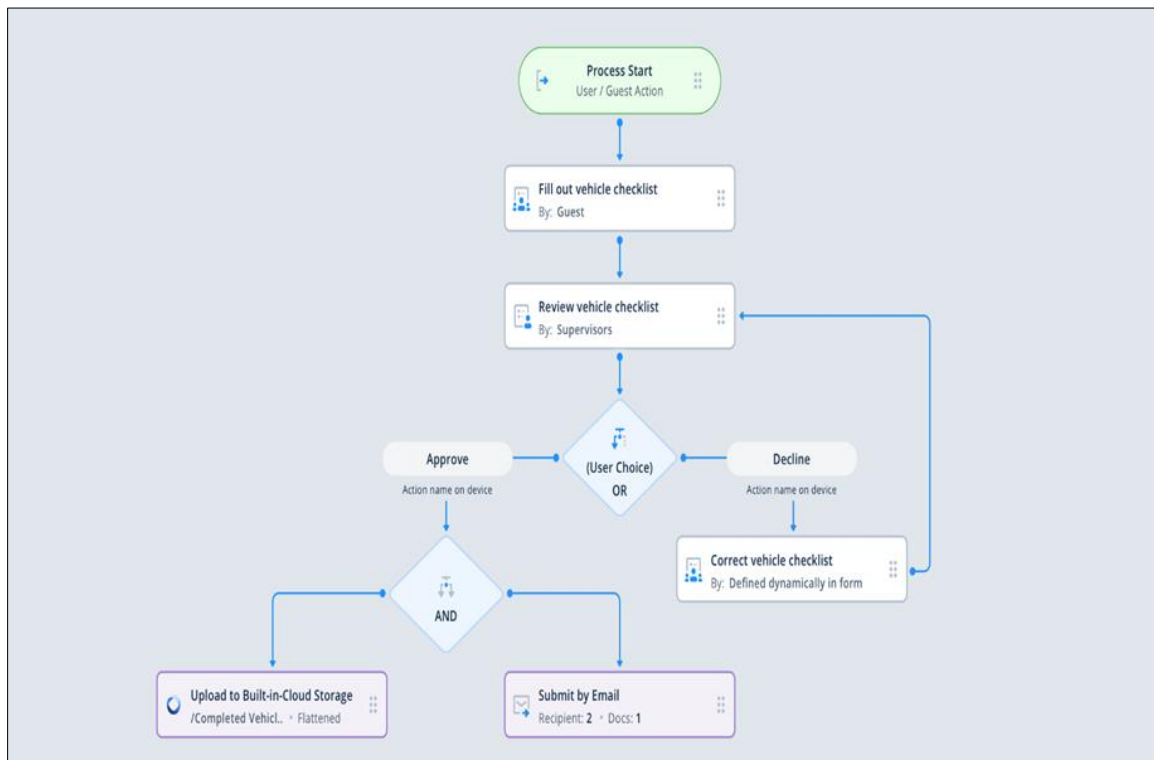 Process Start
User / Guest Action
Fill out vehicle checklist
By: Guest
Review vehicle checklist
By: Supervisors
(User Choice)
OR
Approve
Action name on device
Decline
Action name on device
Correct vehicle checklist
By: Defined dynamically in form
AND
Upload to Built-in-Cloud Storage
/Completed Vehicl.. • Flattened
Submit by Email
Recipient: 2 • Docs: 1